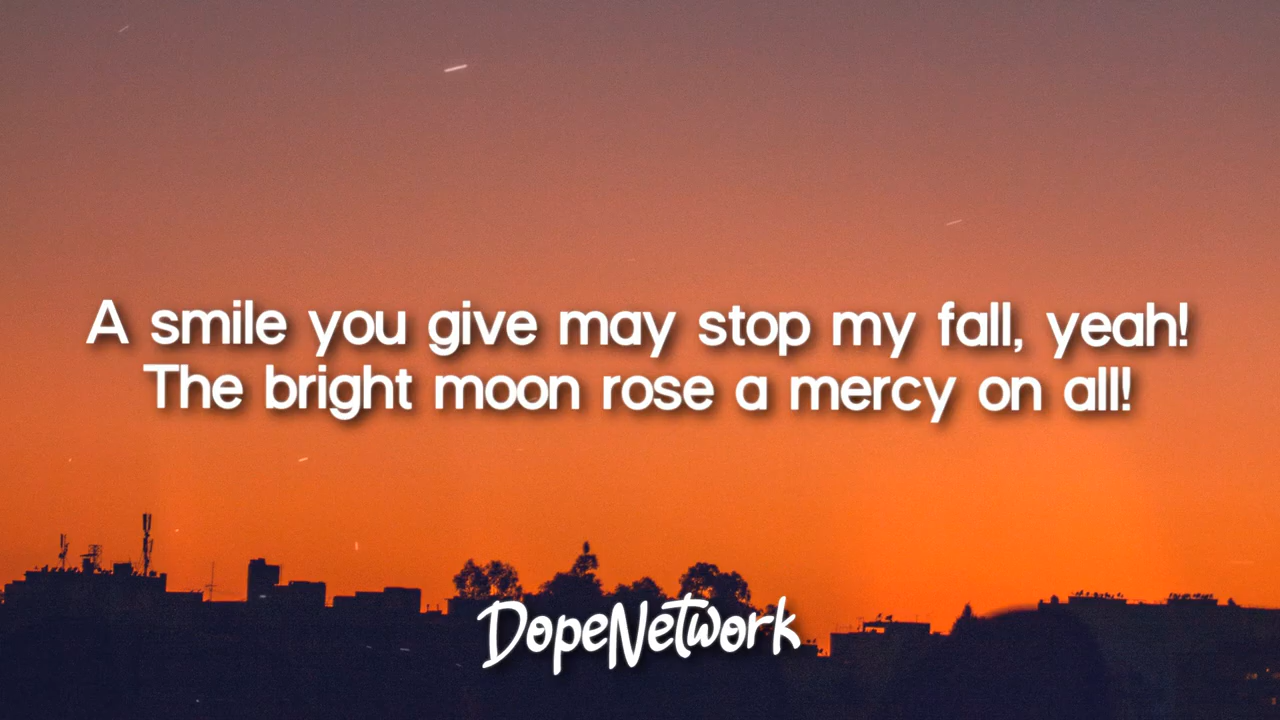 A smile you give may stop my fall, yeah!
The bright moon rose a mercy on all!
DopeNetwork